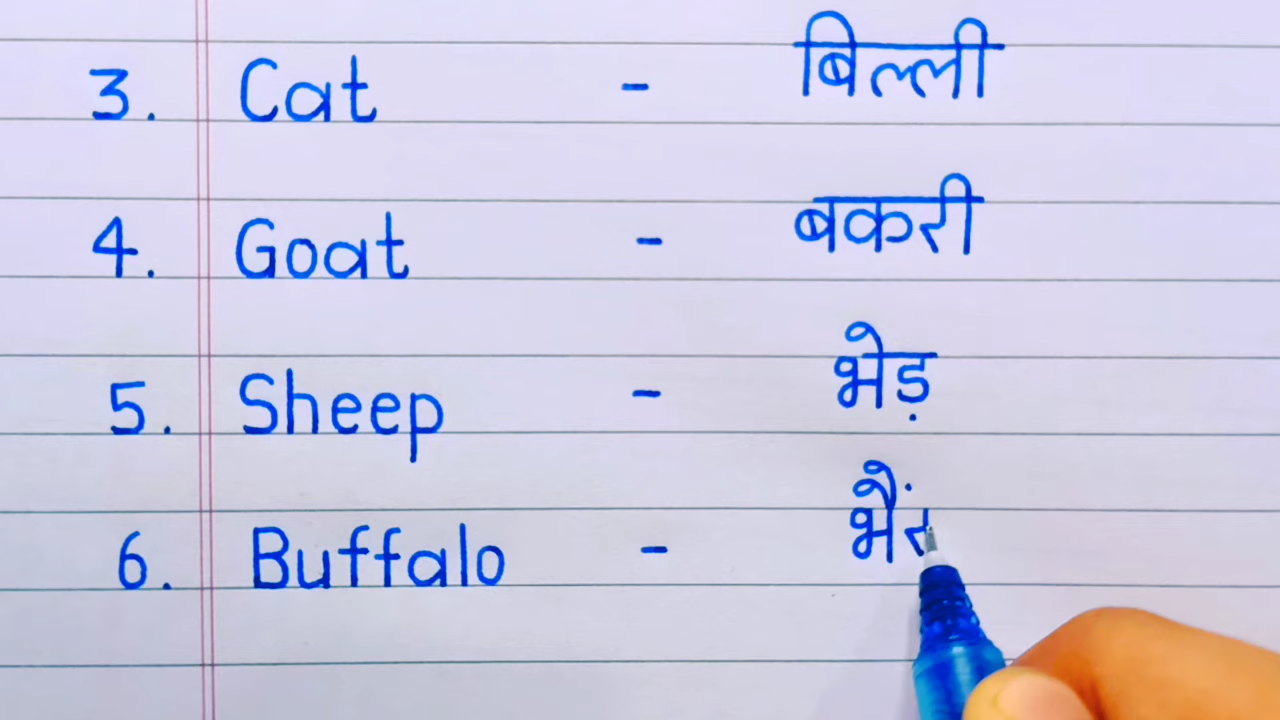 3. Cat - बिल्ली
4. Goat - बकरी
5. Sheep - भेड़
6. Buffalo -